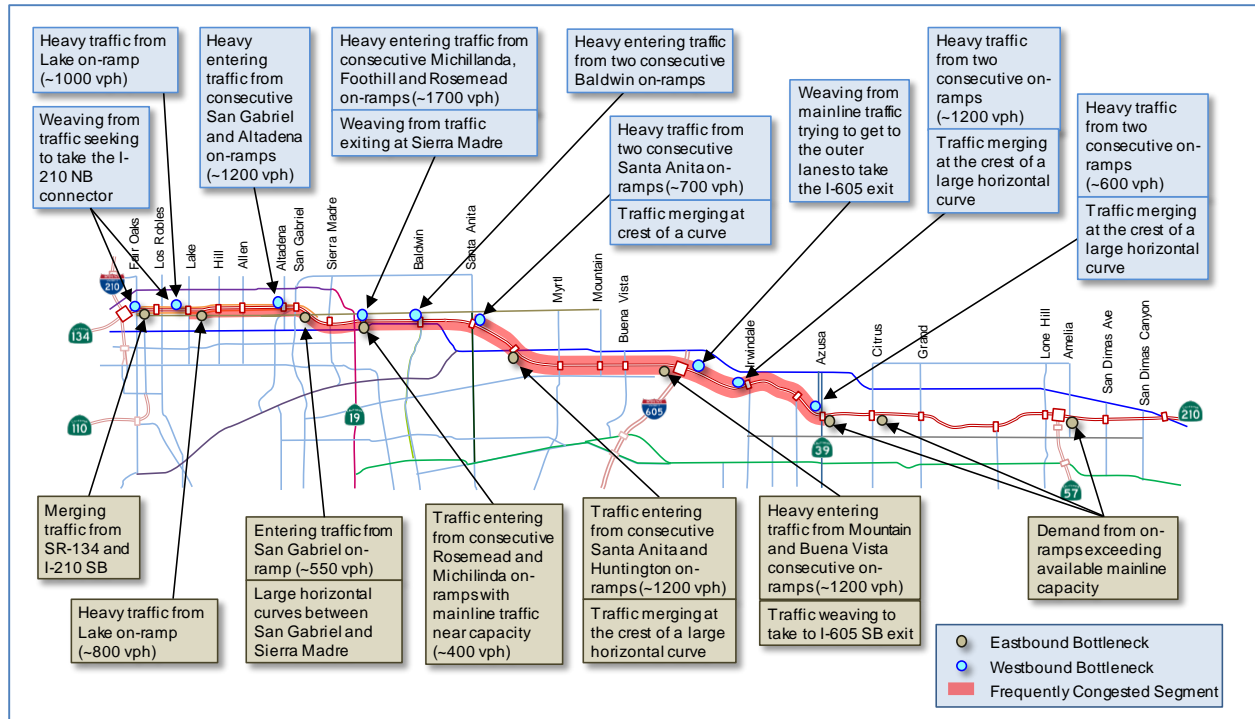 Heavy traffic from
Lake on-ramp
(~1000 vph)
Heavy
entering
traffic from
consecutive
San Gabriel
and Altadena
on-ramps
(~1200 vph)
Heavy entering traffic from
consecutive Michillanda,
Foothill and Rosemead
on-ramps (~1700 vph)
Weaving from traffic
exiting at Sierra Madre
Heavy entering traffic
from two consecutive
Baldwin on-ramps
Heavy traffic
from two
consecutive on-
ramps
(~1200 vph)
Traffic merging
at the crest of a
large horizontal
curve
Weaving from
traffic seeking
to take the I-
210 NB
connector
Heavy traffic from
two consecutive
Santa Anita on-
ramps (~700 vph)
Traffic merging at
crest of a curve
Weaving from
mainline traffic
trying to get to
the outer
lanes to take
the I-605 exit
Heavy traffic
from two
consecutive on-
ramps
(~600 vph)
Traffic merging
at the crest of a
large horizontal
curve
Fair Oaks
Los Robles
Lake
Hill
Allen
Altadena
San Gabriel
Sierra Madre
Baldwin
Santa Anita
Myrtl
Mountain
Buena Vista
Irwindale
Azusa
Citrus
Grand
Lone Hill
Amelia
San Dimas Ave
San Dimas Canyon
210
134
110
19
605
39
57
210
Merging
traffic from
SR-134 and
I-210 SB
Heavy traffic from
Lake on-ramp
(~800 vph)
Entering traffic from
San Gabriel on-
ramp (~550 vph)
Large horizontal
curves between
San Gabriel and
Sierra Madre
Traffic entering
from consecutive
Rosemead and
Michilinda on-
ramps with
mainline traffic
near capacity
(~400 vph)
Traffic entering
from consecutive
Santa Anita and
Huntington on-
ramps (~1200 vph)
Traffic merging at
the crest of a large
horizontal curve
Heavy entering
traffic from Mountain
and Buena Vista
consecutive on-
ramps (~1200 vph)
Traffic weaving to
take to I-605 SB exit
Demand from on-
ramps exceeding
available mainline
capacity
Eastbound Bottleneck
Westbound Bottleneck
Frequently Congested Segment